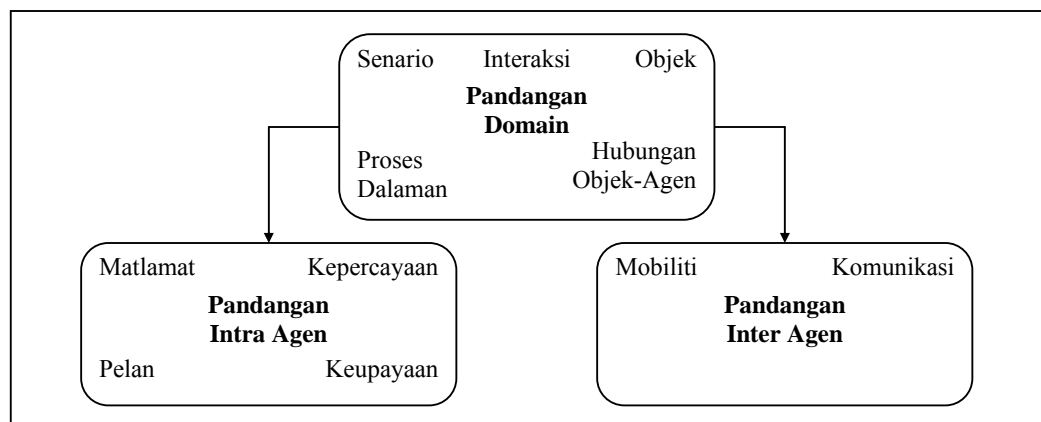 Senario Interaksi Objek
Pandangan
Domain
Proses
Dalaman
Hubungan
Objek-Agen
Matlamat Kepercayaan
Pandangan
Intra Agen
Pelan Keupayaan
Mobiliti Komunikasi
Pandangan
Inter Agen